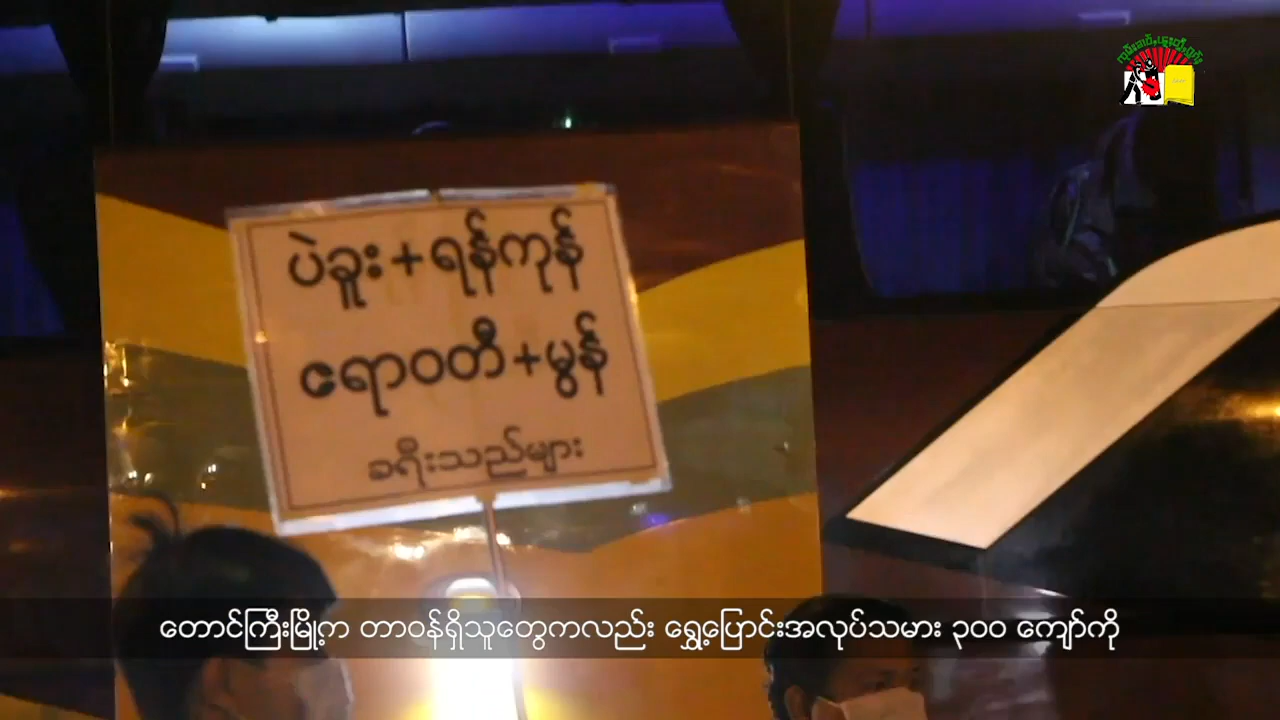 ပဲခူး+ရန်ကုန်
ဧရာဝတီ+မွန်
ခရီးသည်များ
တောင်ကြီးမြို့က တာဝန်ရှိသူတွေကလည်း ရွှေ့ပြောင်းအလုပ်သမား ၃၀၀ ကျော်ကို